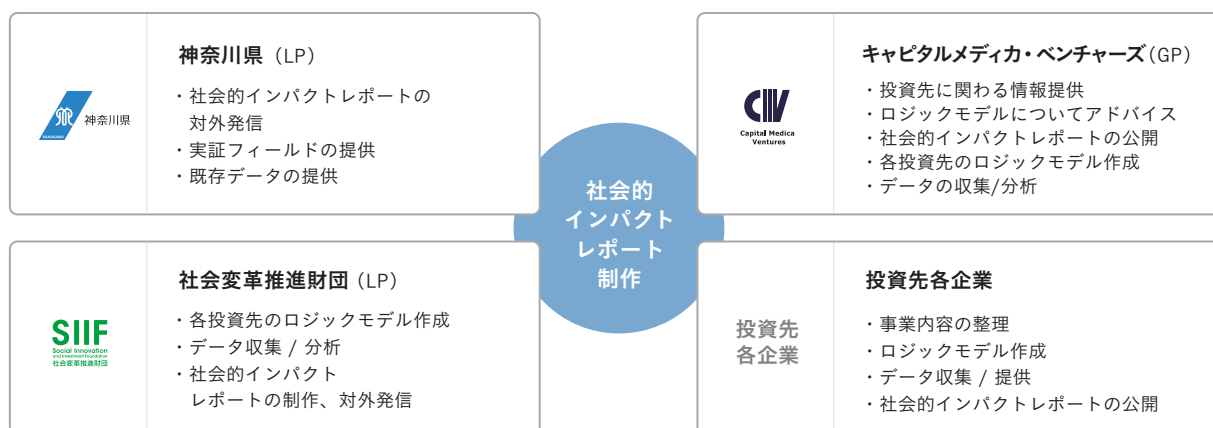 神奈川県 (LP)
・社会的インパクトレポートの
対外発信
・実証フィールドの提供
・既存データの提供
KANAGAWA
神奈川県
キャピタルメディカ・ベンチャーズ(GP)
・投資先に関わる情報提供
・ロジックモデルについてアドバイス
・社会的インパクトレポートの公開
・各投資先のロジックモデル作成
・データの収集/分析
CMV
Capital Medica
Ventures
社会的
インパクト
レポート
制作
社会変革推進財団 (LP)
・各投資先のロジックモデル作成
・データ収集 / 分析
・社会的インパクト
レポートの制作、対外発信
SIIF
Social Innovation
and Investment Foundation
社会変革推進財団
投資先各企業
・事業内容の整理
・ロジックモデル作成
・データ収集 / 提供
・社会的インパクトレポートの公開
投資先
各企業